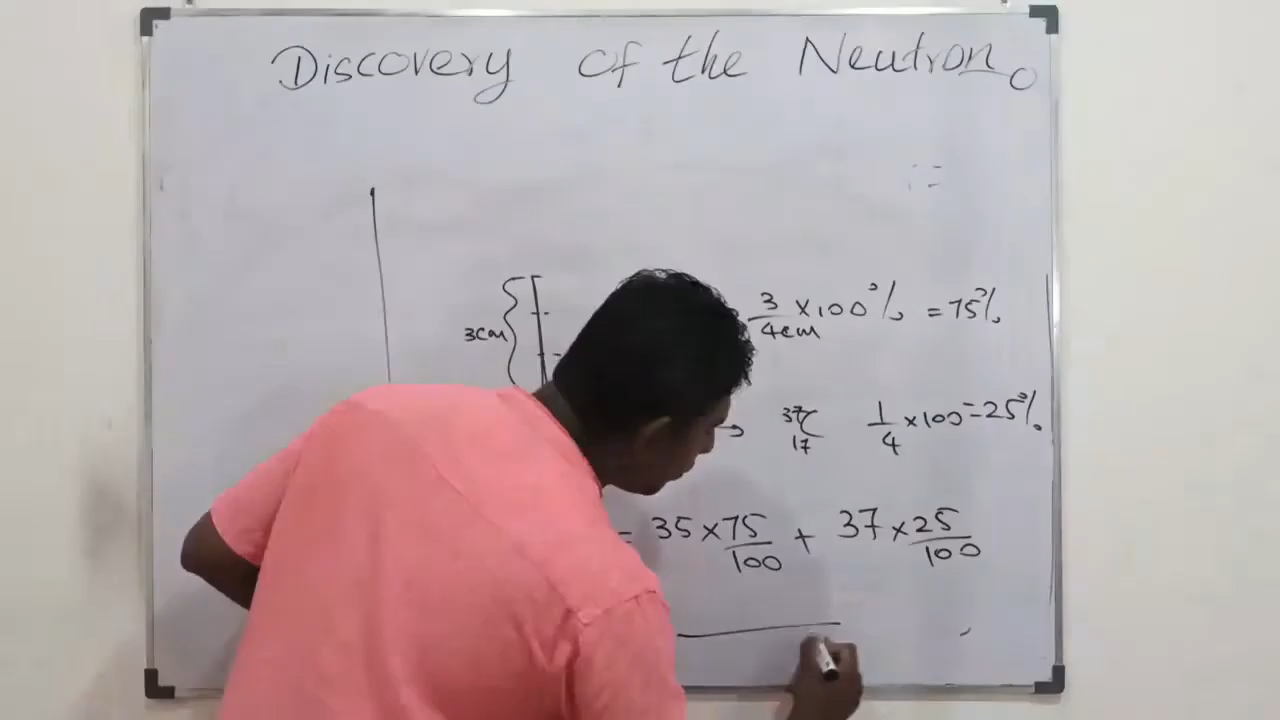 Discovery of the Neutron
3/4cm ×100% = 75%
3cm
→ 37/17 1/4 ×100 = 25%
= 35 × 75/100 + 37 × 25/100